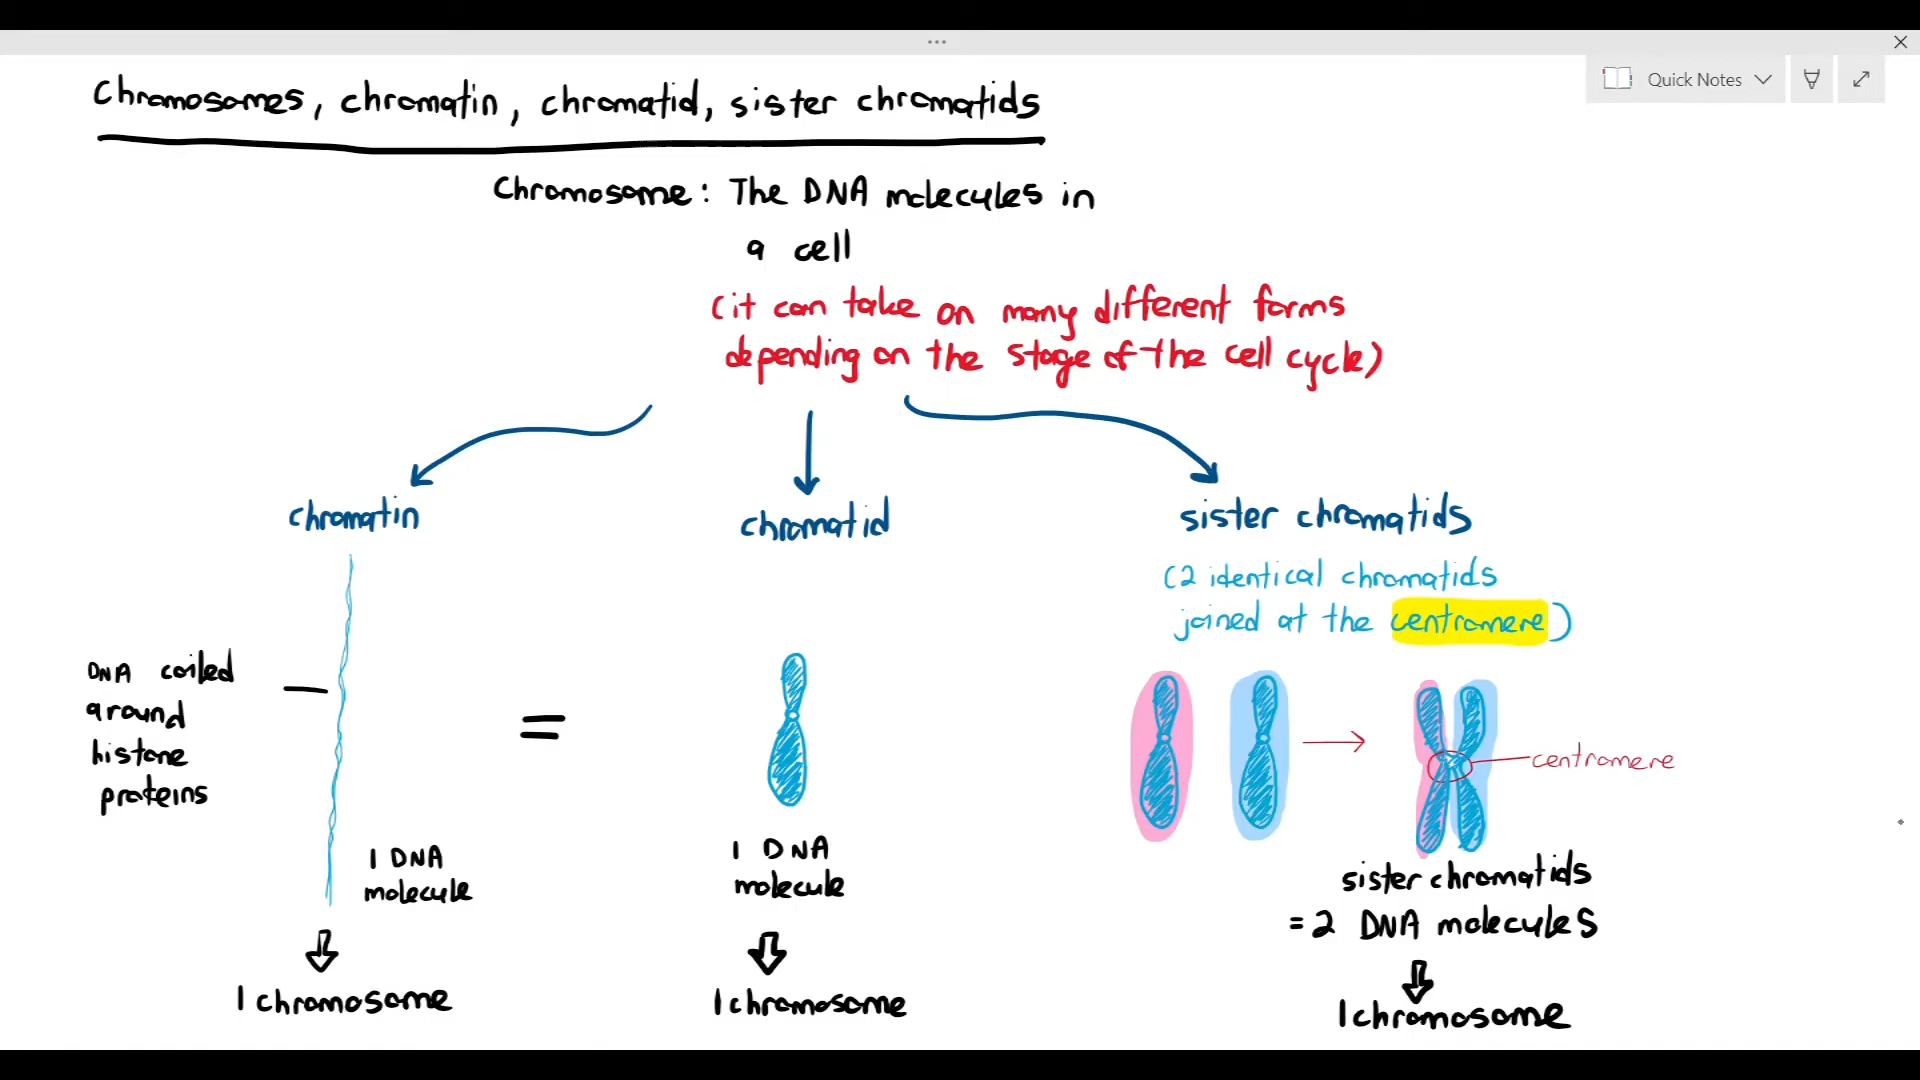 Quick Notes
Chromosomes, chromatin, chromatid, sister chromatids
Chromosome: The DNA molecules in
a cell
(it can take on many different forms
depending on the stage of the cell cycle)
chromatin
chromatid
sister chromatids
(2 identical chromatids
joined at the centromere)
DNA coiled
around
histone
proteins
=
centromere
1 DNA
molecule
1 DNA
molecule
sister chromatids
= 2 DNA molecules
1 chromosome
1 chromosome
1 chromosome